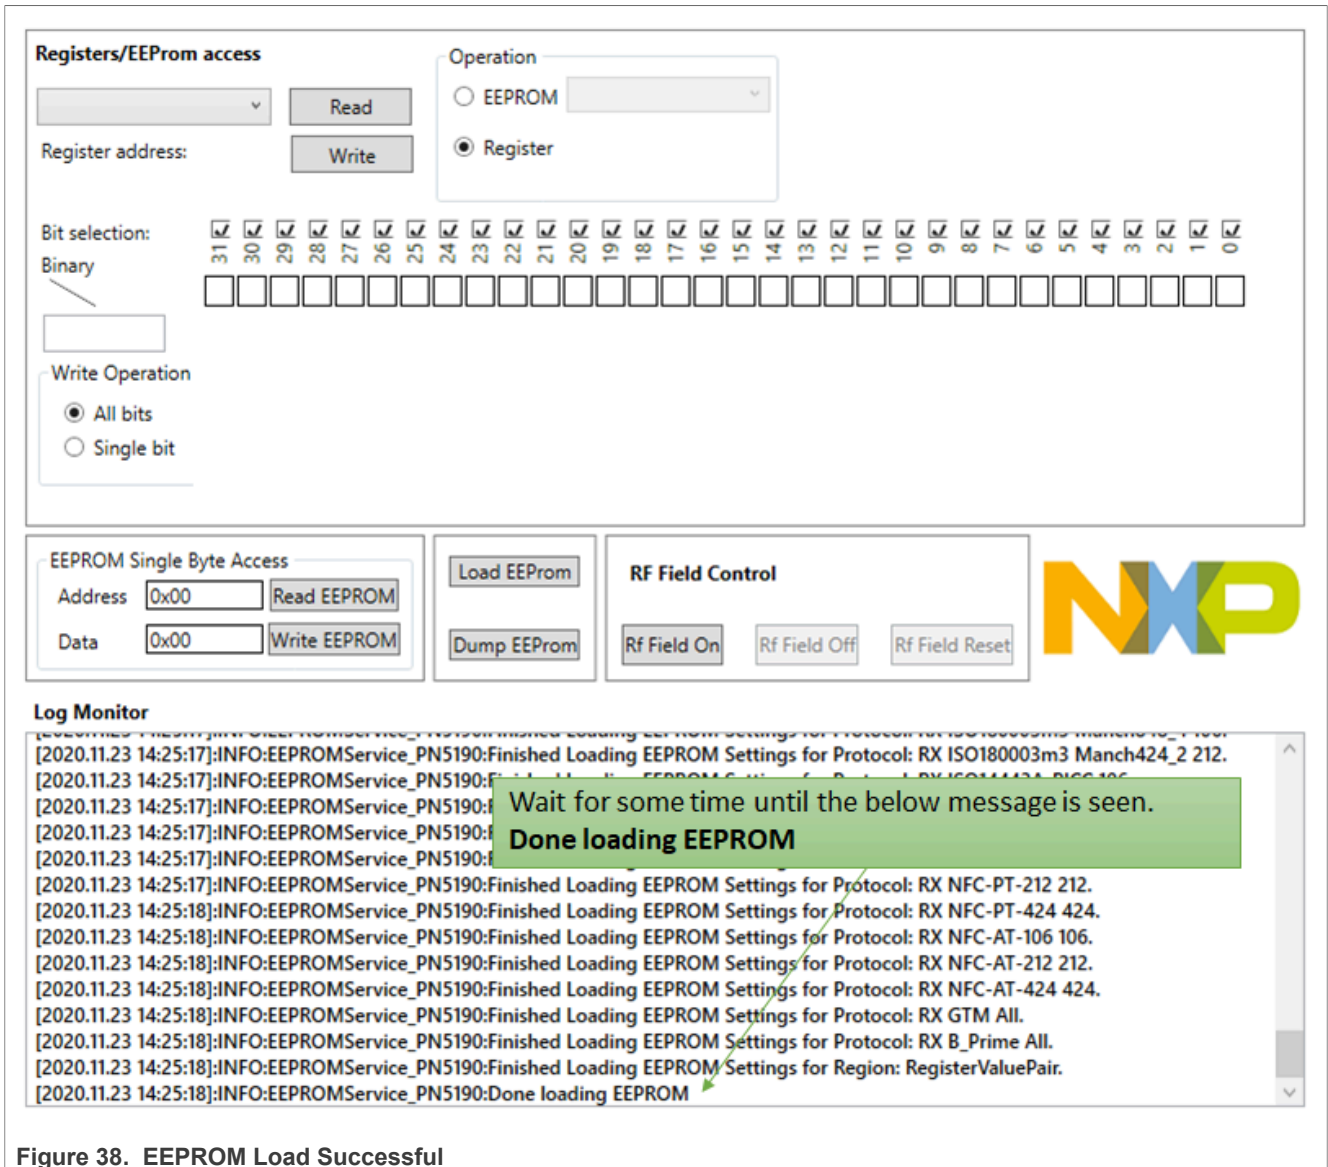 Registers/EEProm access
Read
Register address:
Write
Operation
EEPROM
Register
Bit selection:
31 30 29 28 27 26 25 24 23 22 21 20 19 18 17 16 15 14 13 12 11 10 9 8 7 6 5 4 3 2 1 0
Binary
Write Operation
All bits
Single bit
EEPROM Single Byte Access
Address 0x00 Read EEPROM
Data 0x00 Write EEPROM
Load EEProm
Dump EEProm
RF Field Control
Rf Field On Rf Field Off Rf Field Reset
NXP
Log Monitor
[2020.11.23 14:25:17]:INFO:EEPROMService_PN5190:Finished Loading EEPROM Settings for Protocol: RX ISO180003m3 Manch424_2 212.
[2020.11.23 14:25:17]:INFO:EEPROMService_PN5190:
[2020.11.23 14:25:17]:INFO:EEPROMService_PN5190:
[2020.11.23 14:25:17]:INFO:EEPROMService_PN5190:
[2020.11.23 14:25:17]:INFO:EEPROMService_PN5190:
Wait for some time until the below message is seen.
Done loading EEPROM
[2020.11.23 14:25:17]:INFO:EEPROMService_PN5190:Finished Loading EEPROM Settings for Protocol: RX NFC-PT-212 212.
[2020.11.23 14:25:18]:INFO:EEPROMService_PN5190:Finished Loading EEPROM Settings for Protocol: RX NFC-PT-424 424.
[2020.11.23 14:25:18]:INFO:EEPROMService_PN5190:Finished Loading EEPROM Settings for Protocol: RX NFC-AT-106 106.
[2020.11.23 14:25:18]:INFO:EEPROMService_PN5190:Finished Loading EEPROM Settings for Protocol: RX NFC-AT-212 212.
[2020.11.23 14:25:18]:INFO:EEPROMService_PN5190:Finished Loading EEPROM Settings for Protocol: RX NFC-AT-424 424.
[2020.11.23 14:25:18]:INFO:EEPROMService_PN5190:Finished Loading EEPROM Settings for Protocol: RX GTM All.
[2020.11.23 14:25:18]:INFO:EEPROMService_PN5190:Finished Loading EEPROM Settings for Protocol: RX B_Prime All.
[2020.11.23 14:25:18]:INFO:EEPROMService_PN5190:Finished Loading EEPROM Settings for Region: RegisterValuePair.
[2020.11.23 14:25:18]:INFO:EEPROMService_PN5190:Done loading EEPROM
Figure 38. EEPROM Load Successful